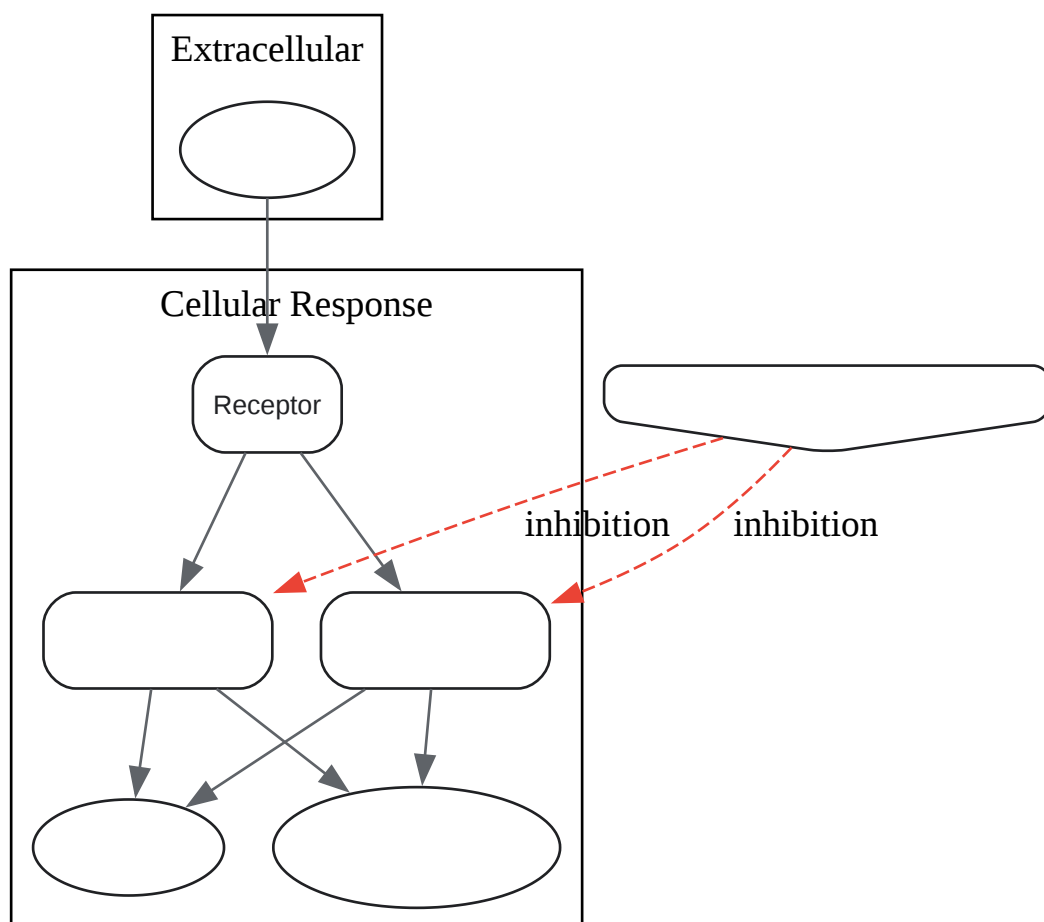 Extracellular
Cellular Response
Receptor
inhibition
inhibition